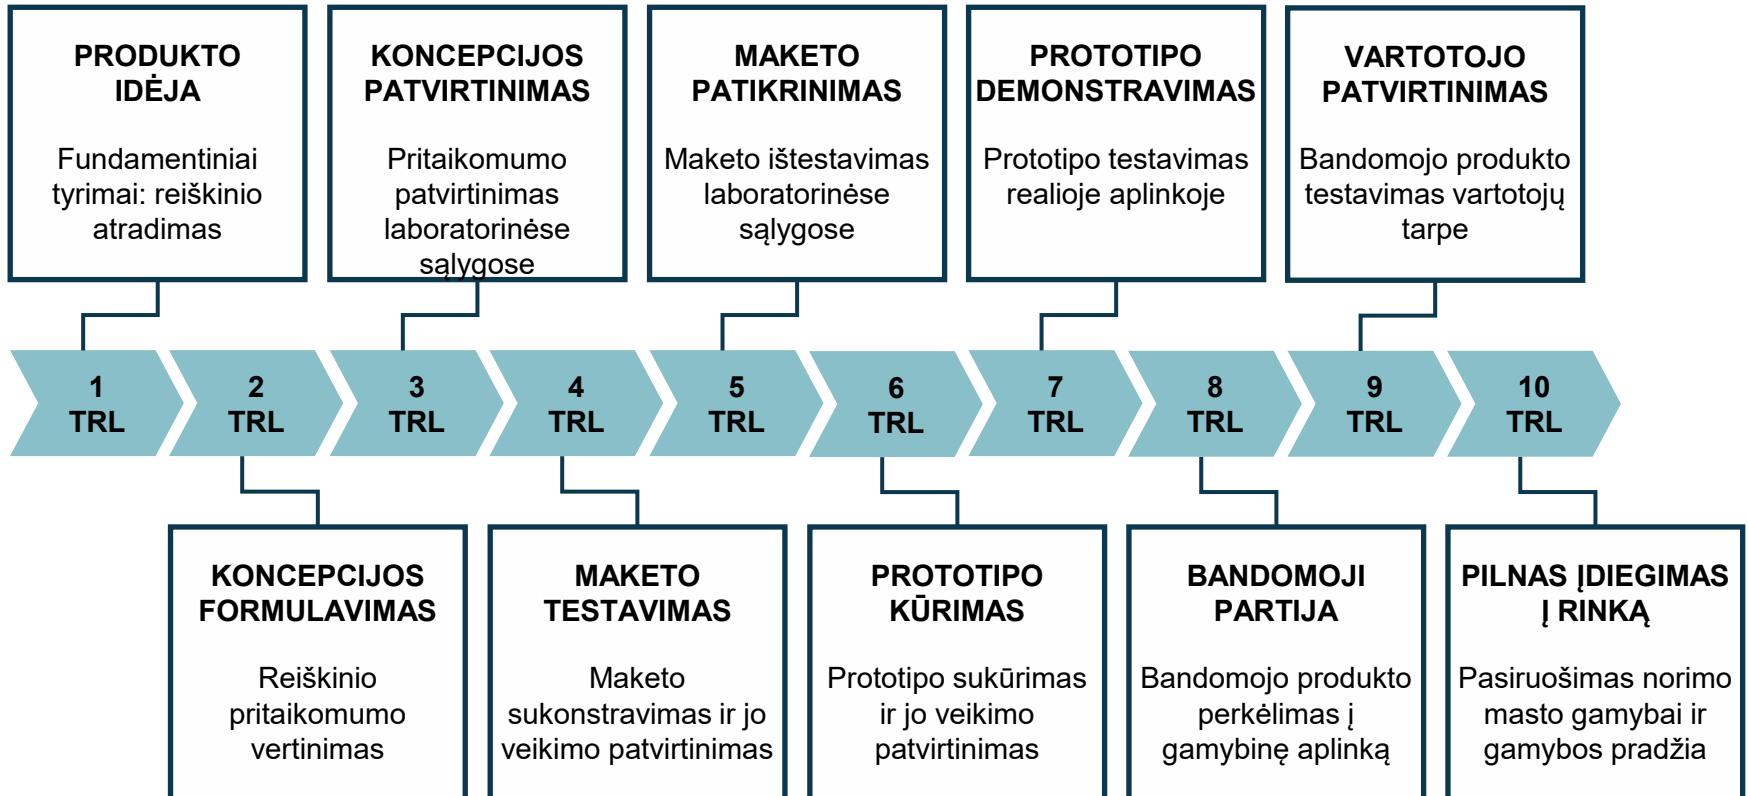 PRODUKTO
IDĖJA
Fundamentiniai
tyrimai: reiškinio
atradimas
KONCEPCIJOS
PATVIRTINIMAS
Pritaikomumo
patvirtinimas
laboratorinėse
sąlygose
MAKETO
PATIKRINIMAS
Maketo ištestavimas
laboratorinėse
sąlygose
PROTOTIPO
DEMONSTRAVIMAS
Prototipo testavimas
realioje aplinkoje
VARTOTOJO
PATVIRTINIMAS
Bandomojo produkto
testavimas vartotojų
tarpe
1
TRL
2
TRL
3
TRL
4
TRL
5
TRL
6
TRL
7
TRL
8
TRL
9
TRL
10
TRL
KONCEPCIJOS
FORMULAVIMAS
Reiškinio
pritaikomumo
vertinimas
MAKETO
TESTAVIMAS
Maketo
sukonstravimas ir jo
veikimo patvirtinimas
PROTOTIPO
KŪRIMAS
Prototipo sukūrimas
ir jo veikimo
patvirtinimas
BANDOMOJI
PARTIJA
Bandomojo produkto
perkėlimas į
gamybinę aplinką
PILNAS ĮDIEGIMAS
Į RINKĄ
Pasiruošimas norimo
masto gamybai ir
gamybos pradžia